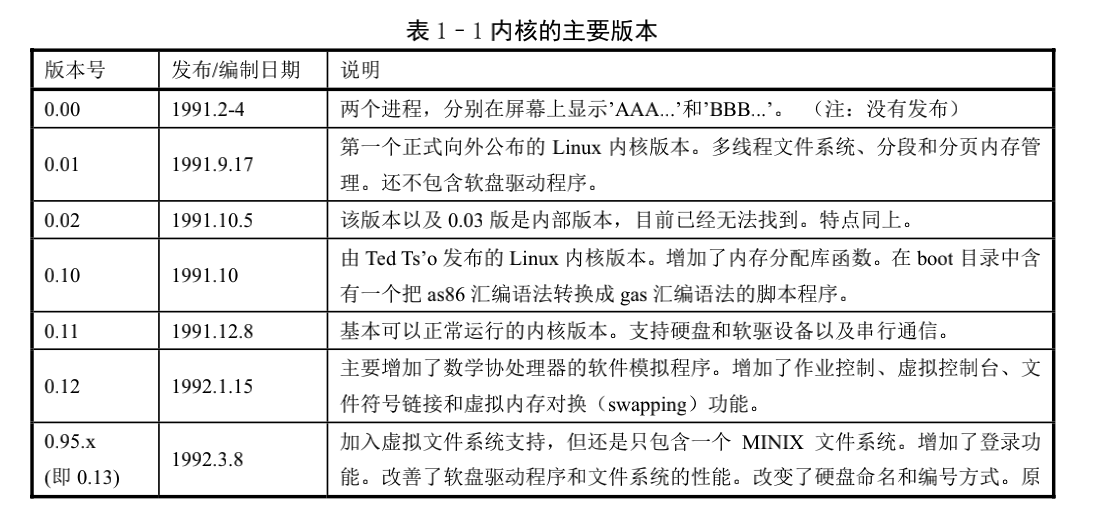 表 1－1 内核的主要版本
版本号 发布/编制日期 说明
0.00 1991.2-4 两个进程，分别在屏幕上显示’AAA...’和’BBB...’。 （注：没有发布）
0.01 1991.9.17 第一个正式向外公布的 Linux 内核版本。多线程文件系统、分段和分页内存管
理。还不包含软盘驱动程序。
0.02 1991.10.5 该版本以及 0.03 版是内部版本，目前已经无法找到。特点同上。
0.10 1991.10 由 Ted Ts’o 发布的 Linux 内核版本。增加了内存分配库函数。在 boot 目录中含
有一个把 as86 汇编语法转换成 gas 汇编语法的脚本程序。
0.11 1991.12.8 基本可以正常运行的内核版本。支持硬盘和软驱设备以及串行通信。
0.12 1992.1.15 主要增加了数学协处理器的软件模拟程序。增加了作业控制、虚拟控制台、文
件符号链接和虚拟内存对换（swapping）功能。
0.95.x
(即 0.13) 1992.3.8 加入虚拟文件系统支持，但还是只包含一个 MINIX 文件系统。增加了登录功
能。改善了软盘驱动程序和文件系统的性能。改变了硬盘命名和编号方式。原